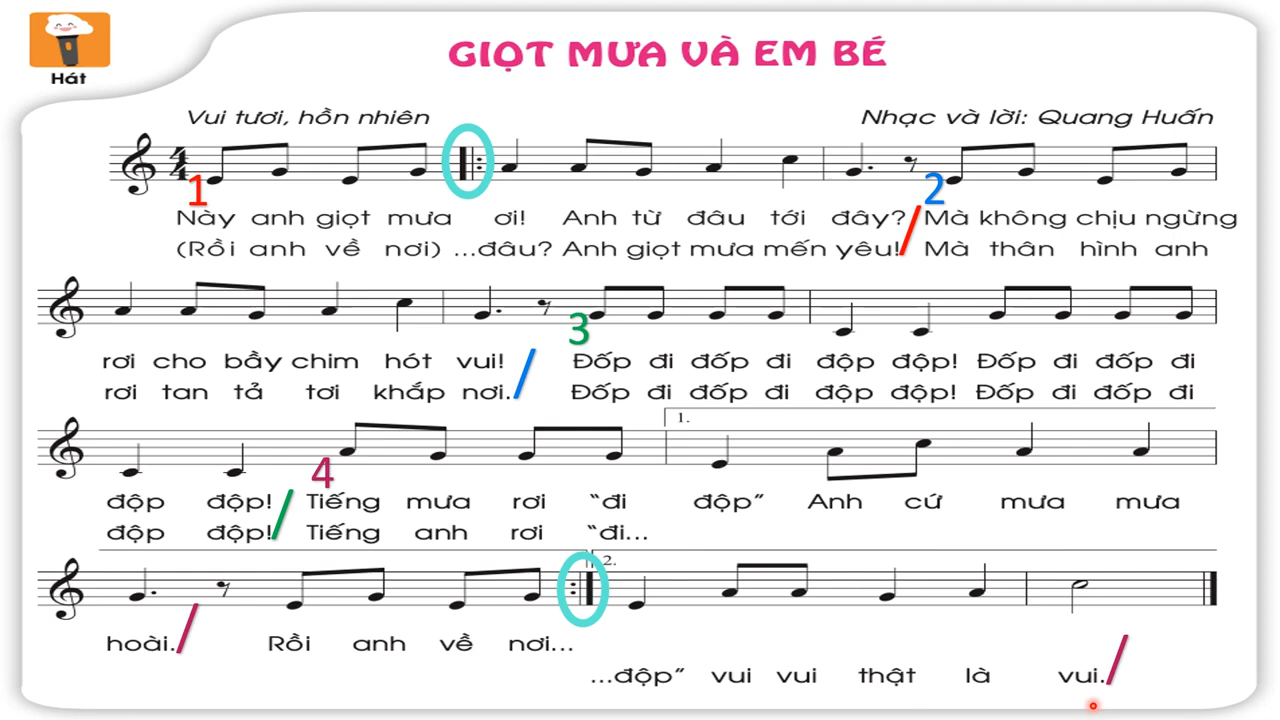 Hát
GIỌT MƯA VÀ EM BÉ
Vui tươi, hồn nhiên
Nhạc và lời: Quang Huấn
4
4
1
2
Này anh giọt mưa ơi! Anh từ đâu tới đây? Mà không chịu ngừng
(Rồi anh về nơi) ...đâu? Anh giọt mưa mến yêu! Mà thân hình anh
3
rơi cho bầy chim hót vui! Đốp đi đốp đi độp độp! Đốp đi đốp đi
rơi tan tả tơi khắp nơi. Đốp đi đốp đi độp độp! Đốp đi đốp đi
1.
4
độp độp! Tiếng mưa rơi “đi độp” Anh cứ mưa mưa
độp độp! Tiếng anh rơi “đi...
2.
hoài. Rồi anh về nơi...
...độp” vui vui thật là vui.